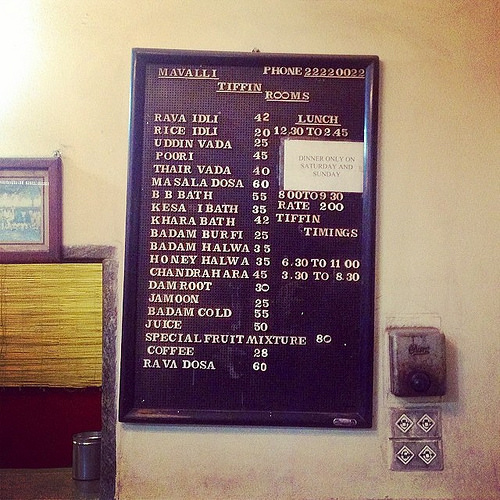 MAVALLI PHONE 22220022
TIFFIN
ROOMS
RAVA IDLI 42
RICE IDLI 20
UDDIN VADA 25
POORI 45
THAIR VADA 40
MASALA DOSA 60
B B BATH 55
KESA I BATH 35
KHARA BATH 42
BADAM BURFI 25
BADAM HALWA 35
HONEY HALWA 35
CHANDRAHARA 45
DAMROOT 30
JAMOON 25
BADAM COLD 55
JUICE 50
SPECIAL FRUIT MIXTURE 80
COFFEE 28
RAVA DOSA 60
LUNCH
12.30 TO 2.45
DINNER ONLY ON
SATURDAY AND
SUNDAY
8 00 TO 9 30
RATE 200
TIFFIN
TIMINGS
6.30 TO 11 00
3.30 TO 8.30